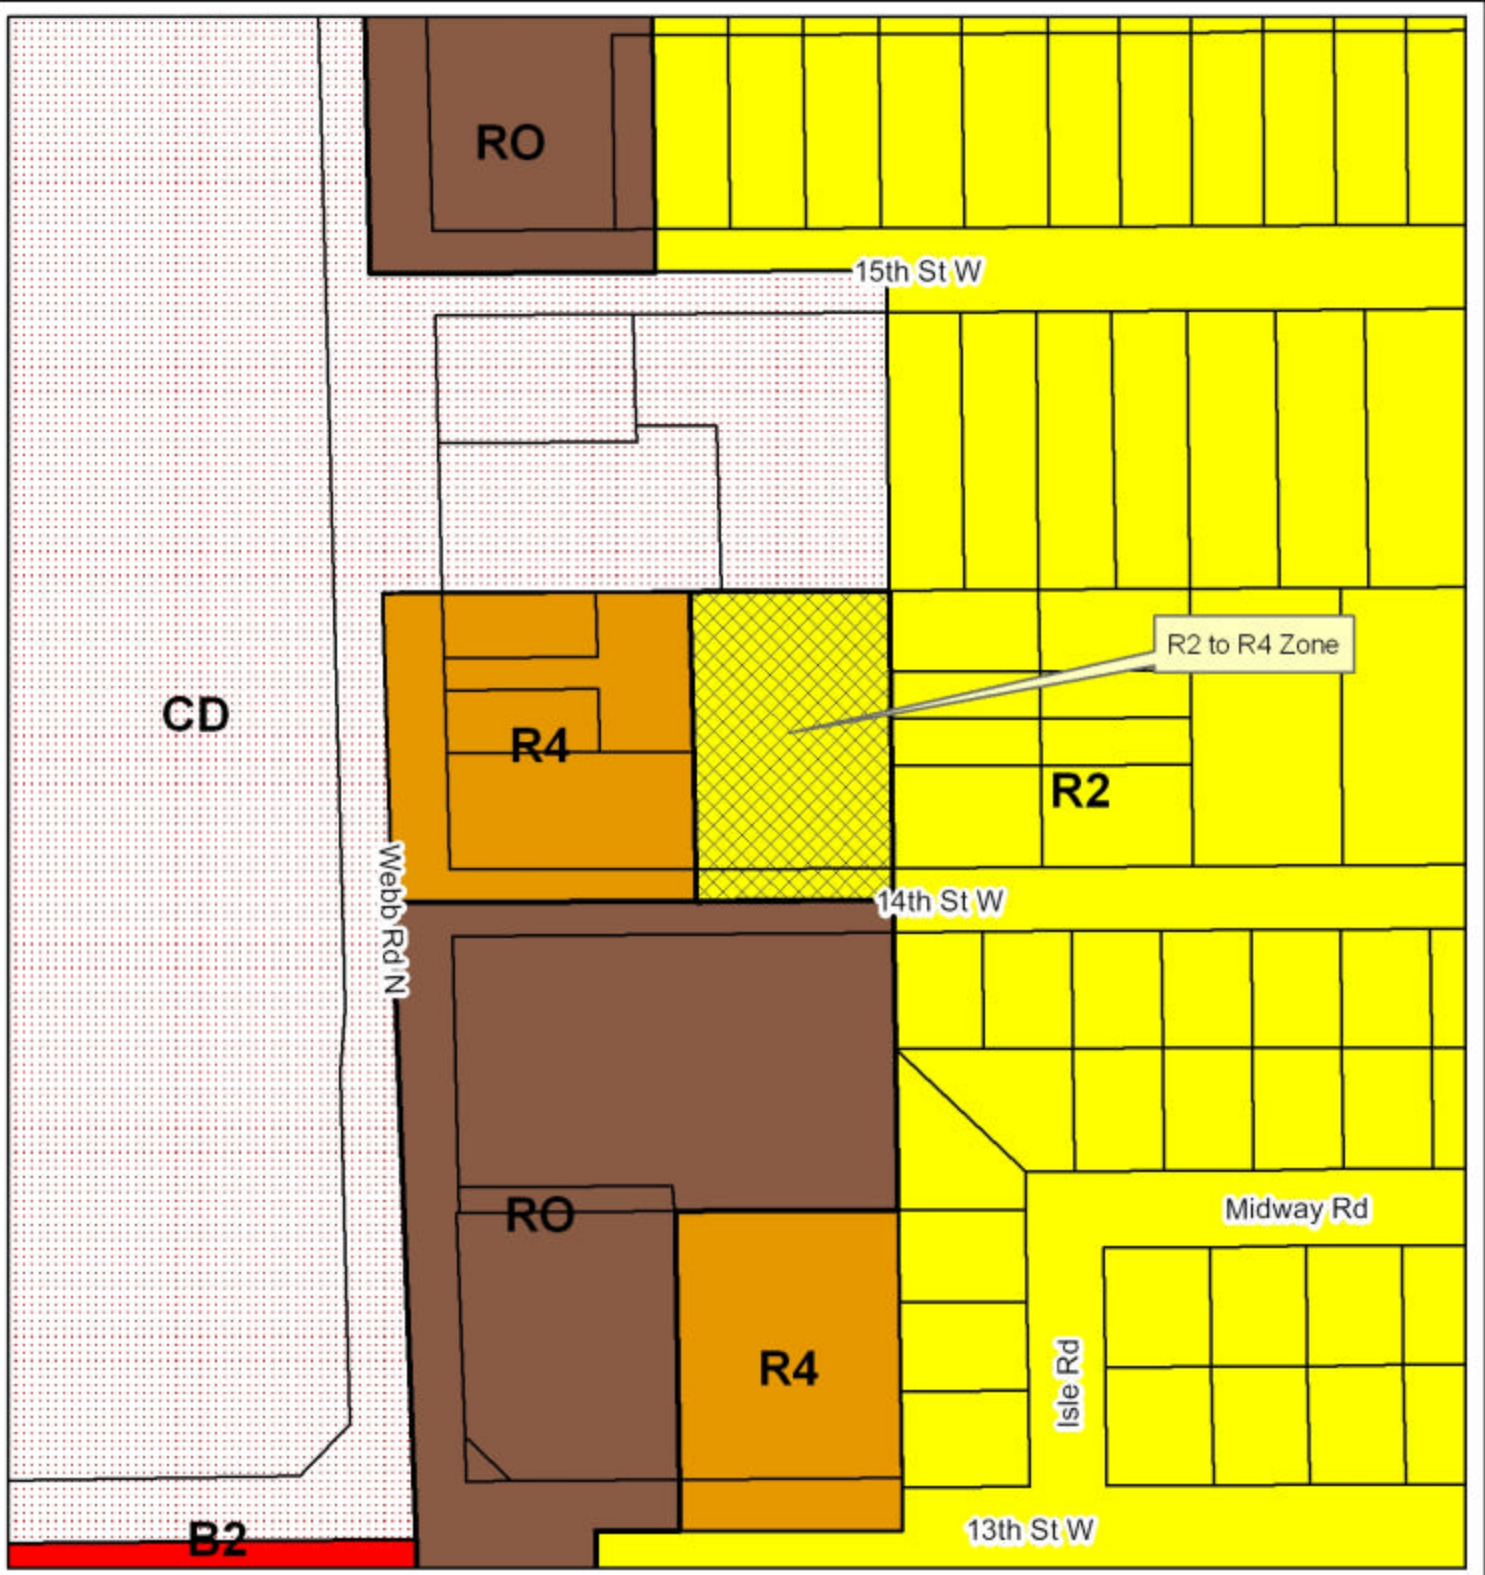 RO
15th St W
R2 to R4 Zone
CD
R4
R2
Webb Rd N
14th St W
RO
Midway Rd
R4
Isle Rd
B2
13th St W